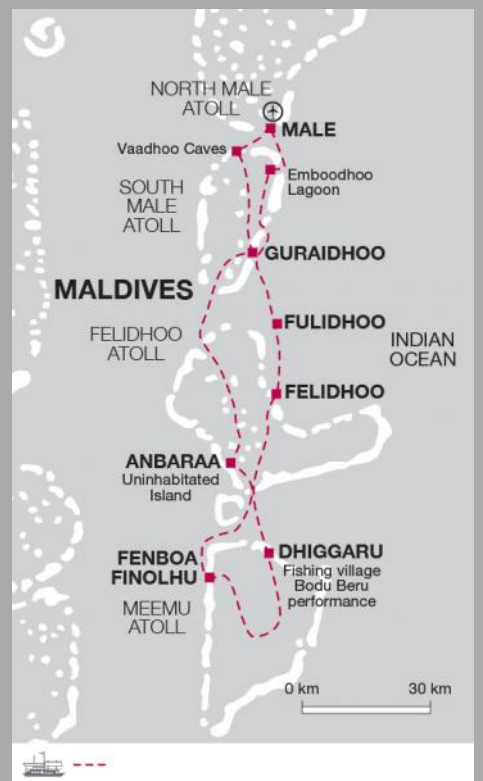 NORTH MALE
ATOLL
MALE
Vaadhoo Caves
Emboodhoo
Lagoon
SOUTH
MALE
ATOLL
GURAIDHOO
MALDIVES
FULIDHOO
FELIDHOO
ATOLL
INDIAN
OCEAN
FELIDHOO
ANBARAA
Uninhabited
Island
DHIGGARU
Fishing village
Bodu Beru
performance
FENBOA
FINOLHU
MEEMU
ATOLL
0 km
30 km